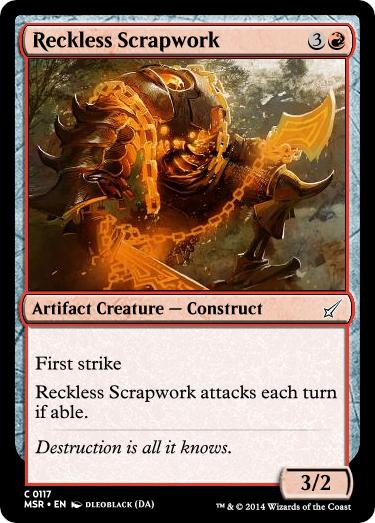 Reckless Scrapwork 3
Artifact Creature — Construct
First strike
Reckless Scrapwork attacks each turn
if able.
Destruction is all it knows.
3/2
C 0117
MSR • EN DLEOBLACK (DA)
™ & © 2014 Wizards of the Coast